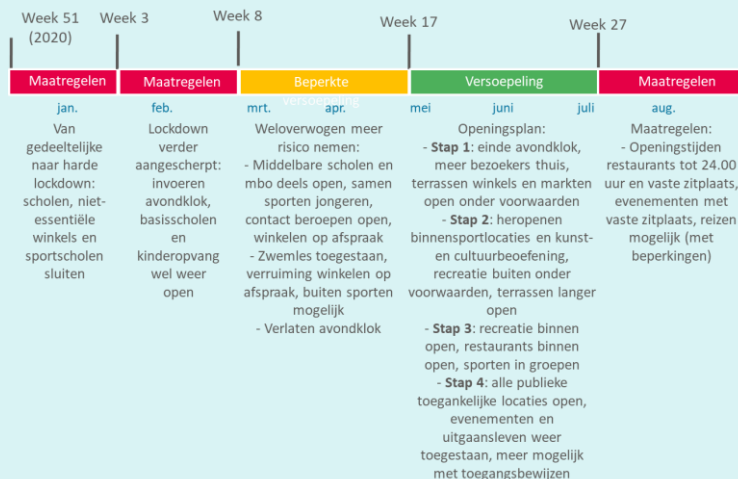 Week 51
(2020)
Week 3
Week 8
Week 17
Week 27
Maatregelen
Maatregelen
Beperkte
versoepeling
Versoepeling
Maatregelen
jan.
feb.
mrt.
apr.
mei
juni
juli
aug.
Van
gedeeltelijke
naar harde
lockdown:
scholen, niet-
essentiële
winkels en
sportscholen
sluiten
Lockdown
verder
aangescherpt:
invoeren
avondklok,
basisscholen
en
kinderopvang
wel weer
open
Weloverwogen meer
risico nemen:
- Middelbare scholen en
mbo deels open, samen
sporten jongeren,
contact beroepen open,
winkelen op afspraak
- Zwemles toegestaan,
verruiming winkelen op
afspraak, buiten sporten
mogelijk
- Verlaten avondklok
Openingsplan:
- Stap 1: einde avondklok,
meer bezoekers thuis,
terrassen winkels en markten
open onder voorwaarden
- Stap 2: heropenen
binnensportlocaties en kunst-
en cultuurbeoefening,
recreatie buiten onder
voorwaarden, terrassen langer
open
- Stap 3: recreatie binnen
open, restaurants binnen
open, sporten in groepen
- Stap 4: alle publieke
toegankelijke locaties open,
evenementen en
uitgaansleven weer
toegestaan, meer mogelijk
met toegangsbewijzen
Maatregelen:
- Openingstijden
restaurants tot 24.00
uur en vaste zitplaats,
evenementen met
vaste zitplaats, reizen
mogelijk (met
beperkingen)